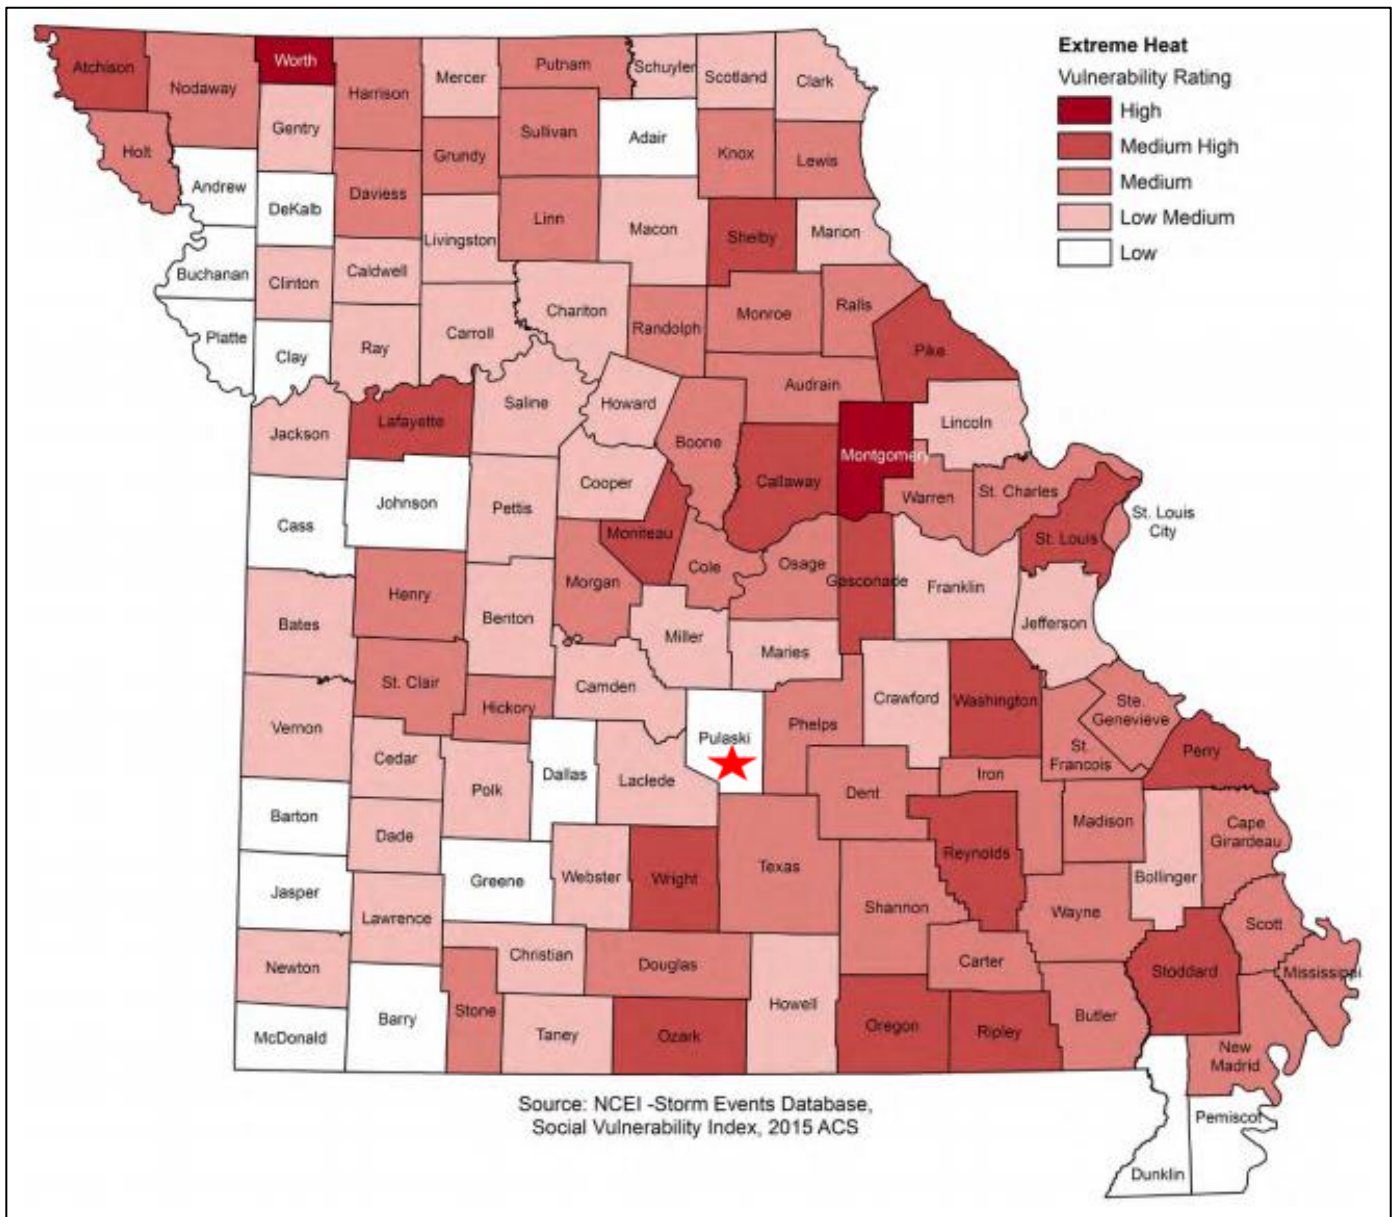 Extreme Heat
Vulnerability Rating
High
Medium High
Medium
Low Medium
Low
Atchison
Nodaway
Worth
Harrison
Mercer
Putnam
Schuyler
Scotland
Clark
Gentry
Holt
Andrew
DeKalb
Daviess
Grundy
Sullivan
Adair
Knox
Lewis
Buchanan
Clinton
Caldwell
Livingston
Linn
Macon
Shelby
Marion
Platte
Clay
Ray
Carroll
Chariton
Randolph
Monroe
Ralls
Pike
Audrain
Jackson
Lafayette
Saline
Howard
Boone
Callaway
Montgomery
Lincoln
Cooper
Warren
St. Charles
St. Louis
St. Louis
City
Cass
Johnson
Pettis
Moniteau
Cole
Osage
Gasconade
Franklin
Jefferson
Bates
Henry
Benton
Morgan
Miller
Maries
Camden
Crawford
Washington
Ste.
Genevieve
St.
Francois
Perry
Vernon
St. Clair
Hickory
Pulaski
Phelps
Cedar
Polk
Dallas
Laclede
Dent
Iron
Madison
Cape
Girardeau
Barton
Dade
Greene
Webster
Wright
Texas
Reynolds
Bollinger
Jasper
Lawrence
Shannon
Wayne
Scott
Newton
Christian
Douglas
Howell
Carter
Stoddard
Mississippi
McDonald
Barry
Stone
Taney
Ozark
Oregon
Ripley
Butler
New
Madrid
Pemiscot
Dunklin
Source: NCEI -Storm Events Database,
Social Vulnerability Index, 2015 ACS